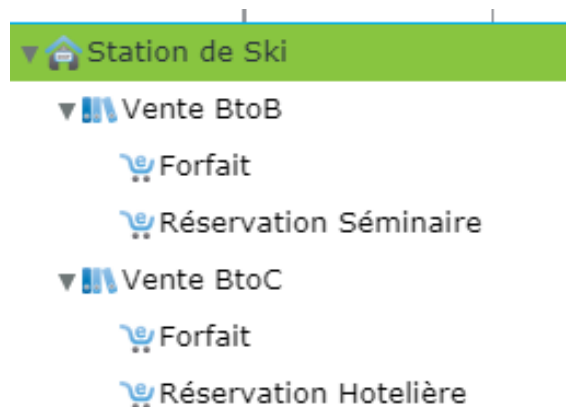 Station de Ski
Vente BtoB
Forfait
Réservation Séminaire
Vente BtoC
Forfait
Réservation Hotelière